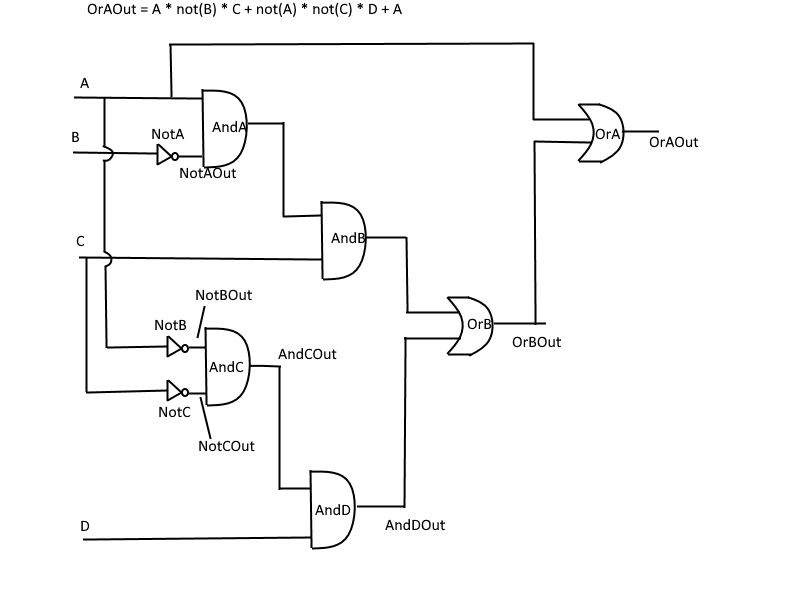 OrAOut = A * not(B) * C + not(A) * not(C) * D + A
A
B
NotA
AndA
NotAOut
OrA
OrAOut
C
AndB
NotBOut
NotB
AndC
AndCOut
OrB
OrBOut
NotC
NotCOut
AndD
AndDOut
D